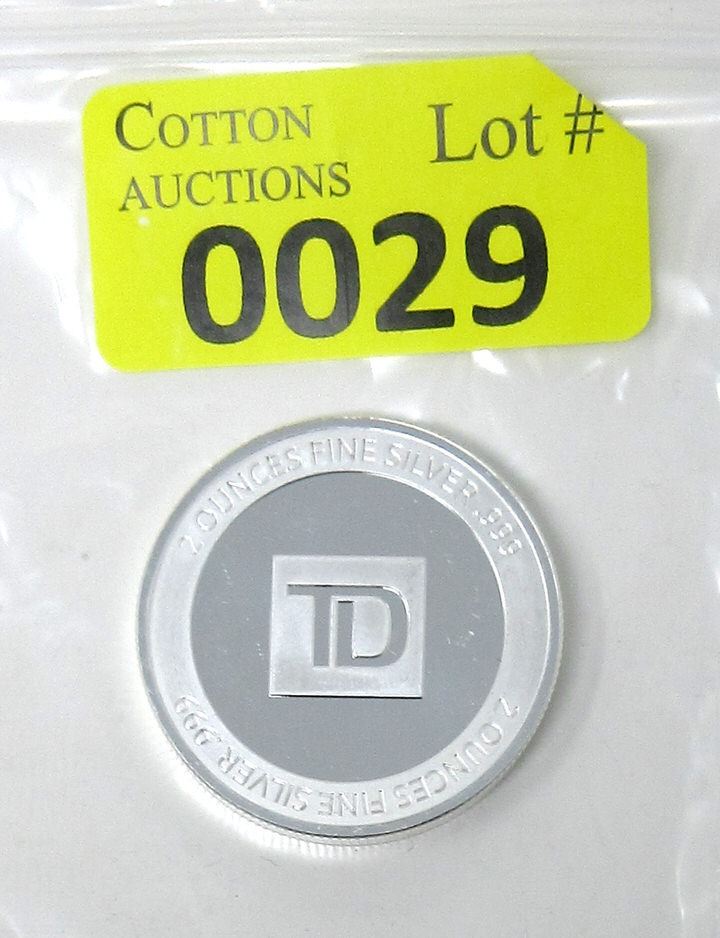 COTTON
AUCTIONS
Lot #
0029
2 OUNCES FINE SILVER .999
TD
2 OUNCES FINE SILVER .999